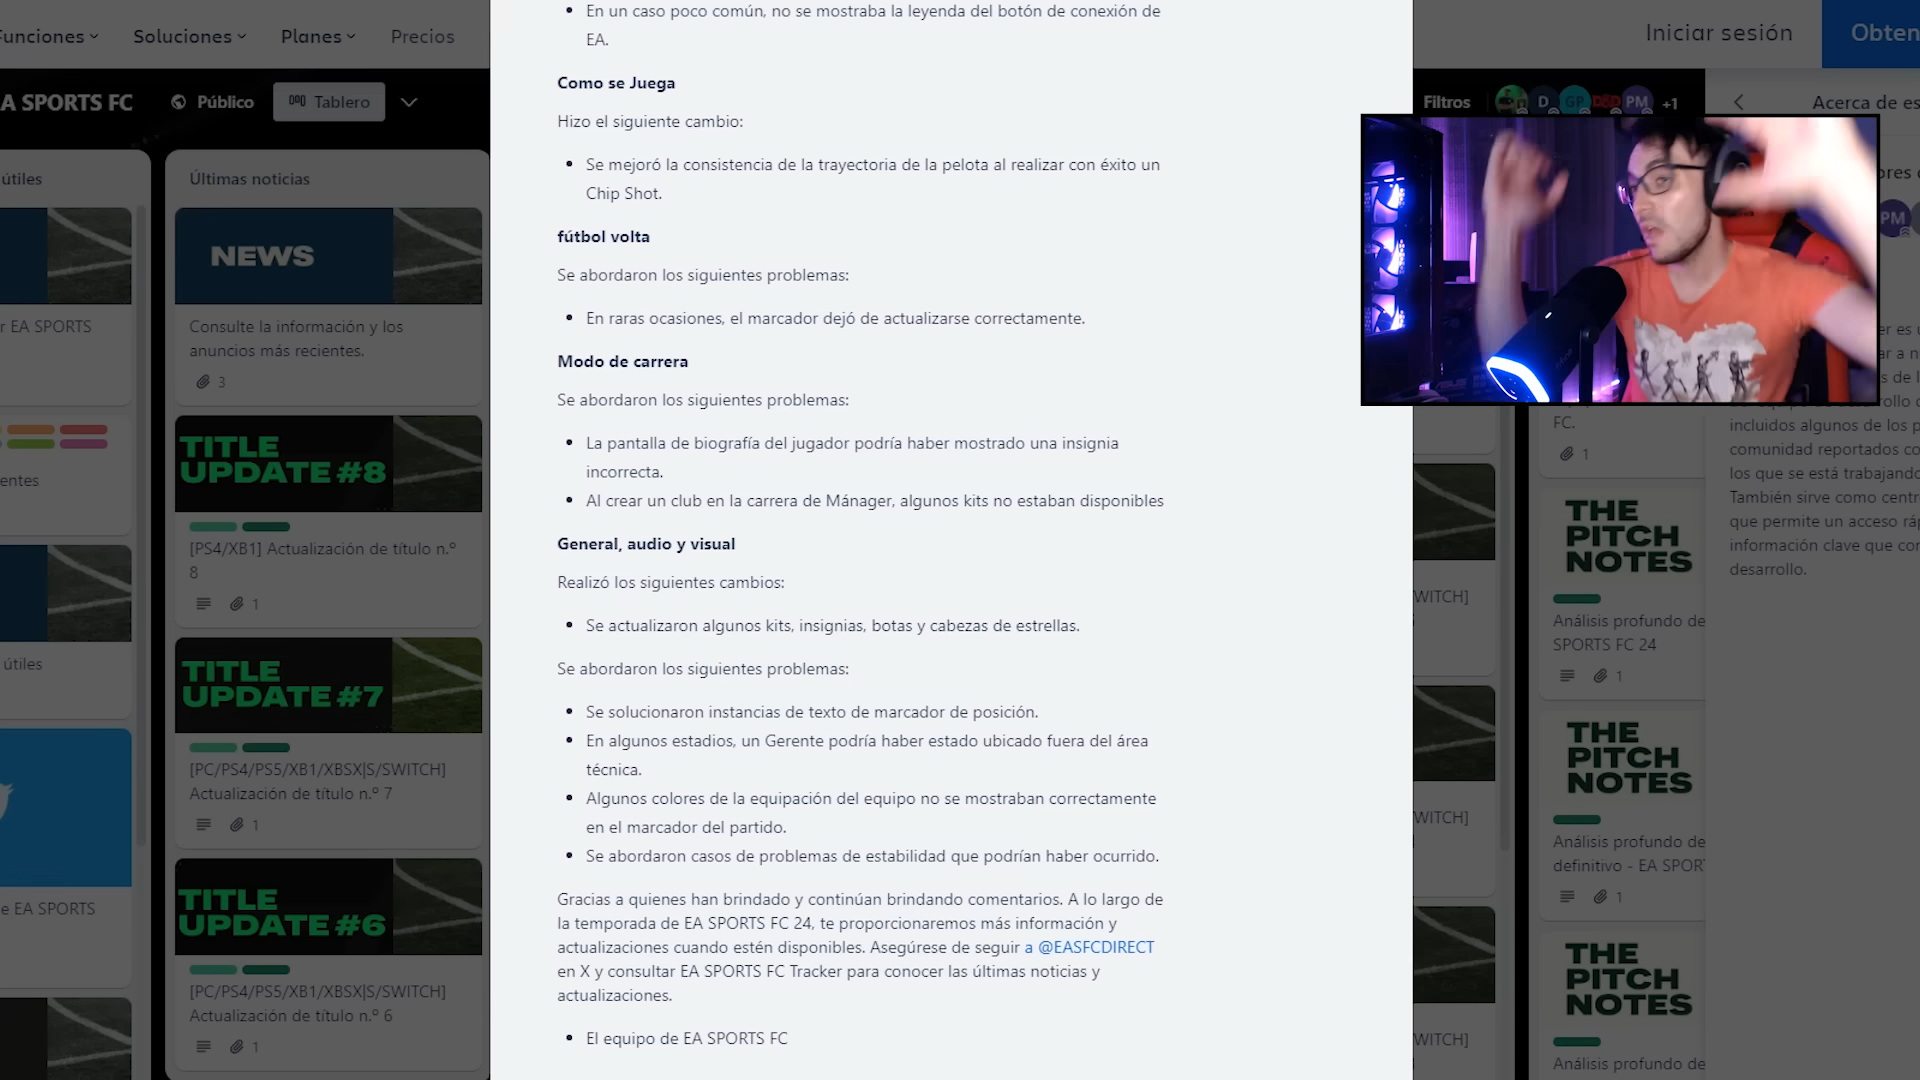 Funciones
Soluciones
Planes
Precios
Iniciar sesión
Obten
A SPORTS FC
Público
Tablero
Filtros
D
GP
D&D
PM
+1
Acerca de es
útiles
r EA SPORTS
entes
útiles
e EA SPORTS
Últimas noticias
NEWS
Consulte la información y los
anuncios más recientes.
3
TITLE
UPDATE #8
[PS4/XB1] Actualización de título n.º
8
1
TITLE
UPDATE #7
[PC/PS4/PS5/XB1/XBSX|S/SWITCH]
Actualización de título n.º 7
1
TITLE
UPDATE #6
[PC/PS4/PS5/XB1/XBSX|S/SWITCH]
Actualización de título n.º 6
1
En un caso poco común, no se mostraba la leyenda del botón de conexión de
EA.
Como se Juega
Hizo el siguiente cambio:
Se mejoró la consistencia de la trayectoria de la pelota al realizar con éxito un
Chip Shot.
fútbol volta
Se abordaron los siguientes problemas:
En raras ocasiones, el marcador dejó de actualizarse correctamente.
Modo de carrera
Se abordaron los siguientes problemas:
La pantalla de biografía del jugador podría haber mostrado una insignia
incorrecta.
Al crear un club en la carrera de Mánager, algunos kits no estaban disponibles
General, audio y visual
Realizó los siguientes cambios:
Se actualizaron algunos kits, insignias, botas y cabezas de estrellas.
Se abordaron los siguientes problemas:
Se solucionaron instancias de texto de marcador de posición.
En algunos estadios, un Gerente podría haber estado ubicado fuera del área
técnica.
Algunos colores de la equipación del equipo no se mostraban correctamente
en el marcador del partido.
Se abordaron casos de problemas de estabilidad que podrían haber ocurrido.
Gracias a quienes han brindado y continúan brindando comentarios. A lo largo de
la temporada de EA SPORTS FC 24, te proporcionaremos más información y
actualizaciones cuando estén disponibles. Asegúrese de seguir a @EASFCDIRECT
en X y consultar EA SPORTS FC Tracker para conocer las últimas noticias y
actualizaciones.
El equipo de EA SPORTS FC
WITCH]
WITCH]
WITCH]
FC.
1
THE
PITCH
NOTES
Análisis profundo de
SPORTS FC 24
1
THE
PITCH
NOTES
Análisis profundo de
definitivo - EA SPOR
1
THE
PITCH
NOTES
Análisis profundo de
ores
PM
er es
ar a n
s de l
rollo
incluidos algunos de los p
comunidad reportados co
los que se está trabajando
También sirve como centr
que permite un acceso ráp
información clave que con
desarrollo.